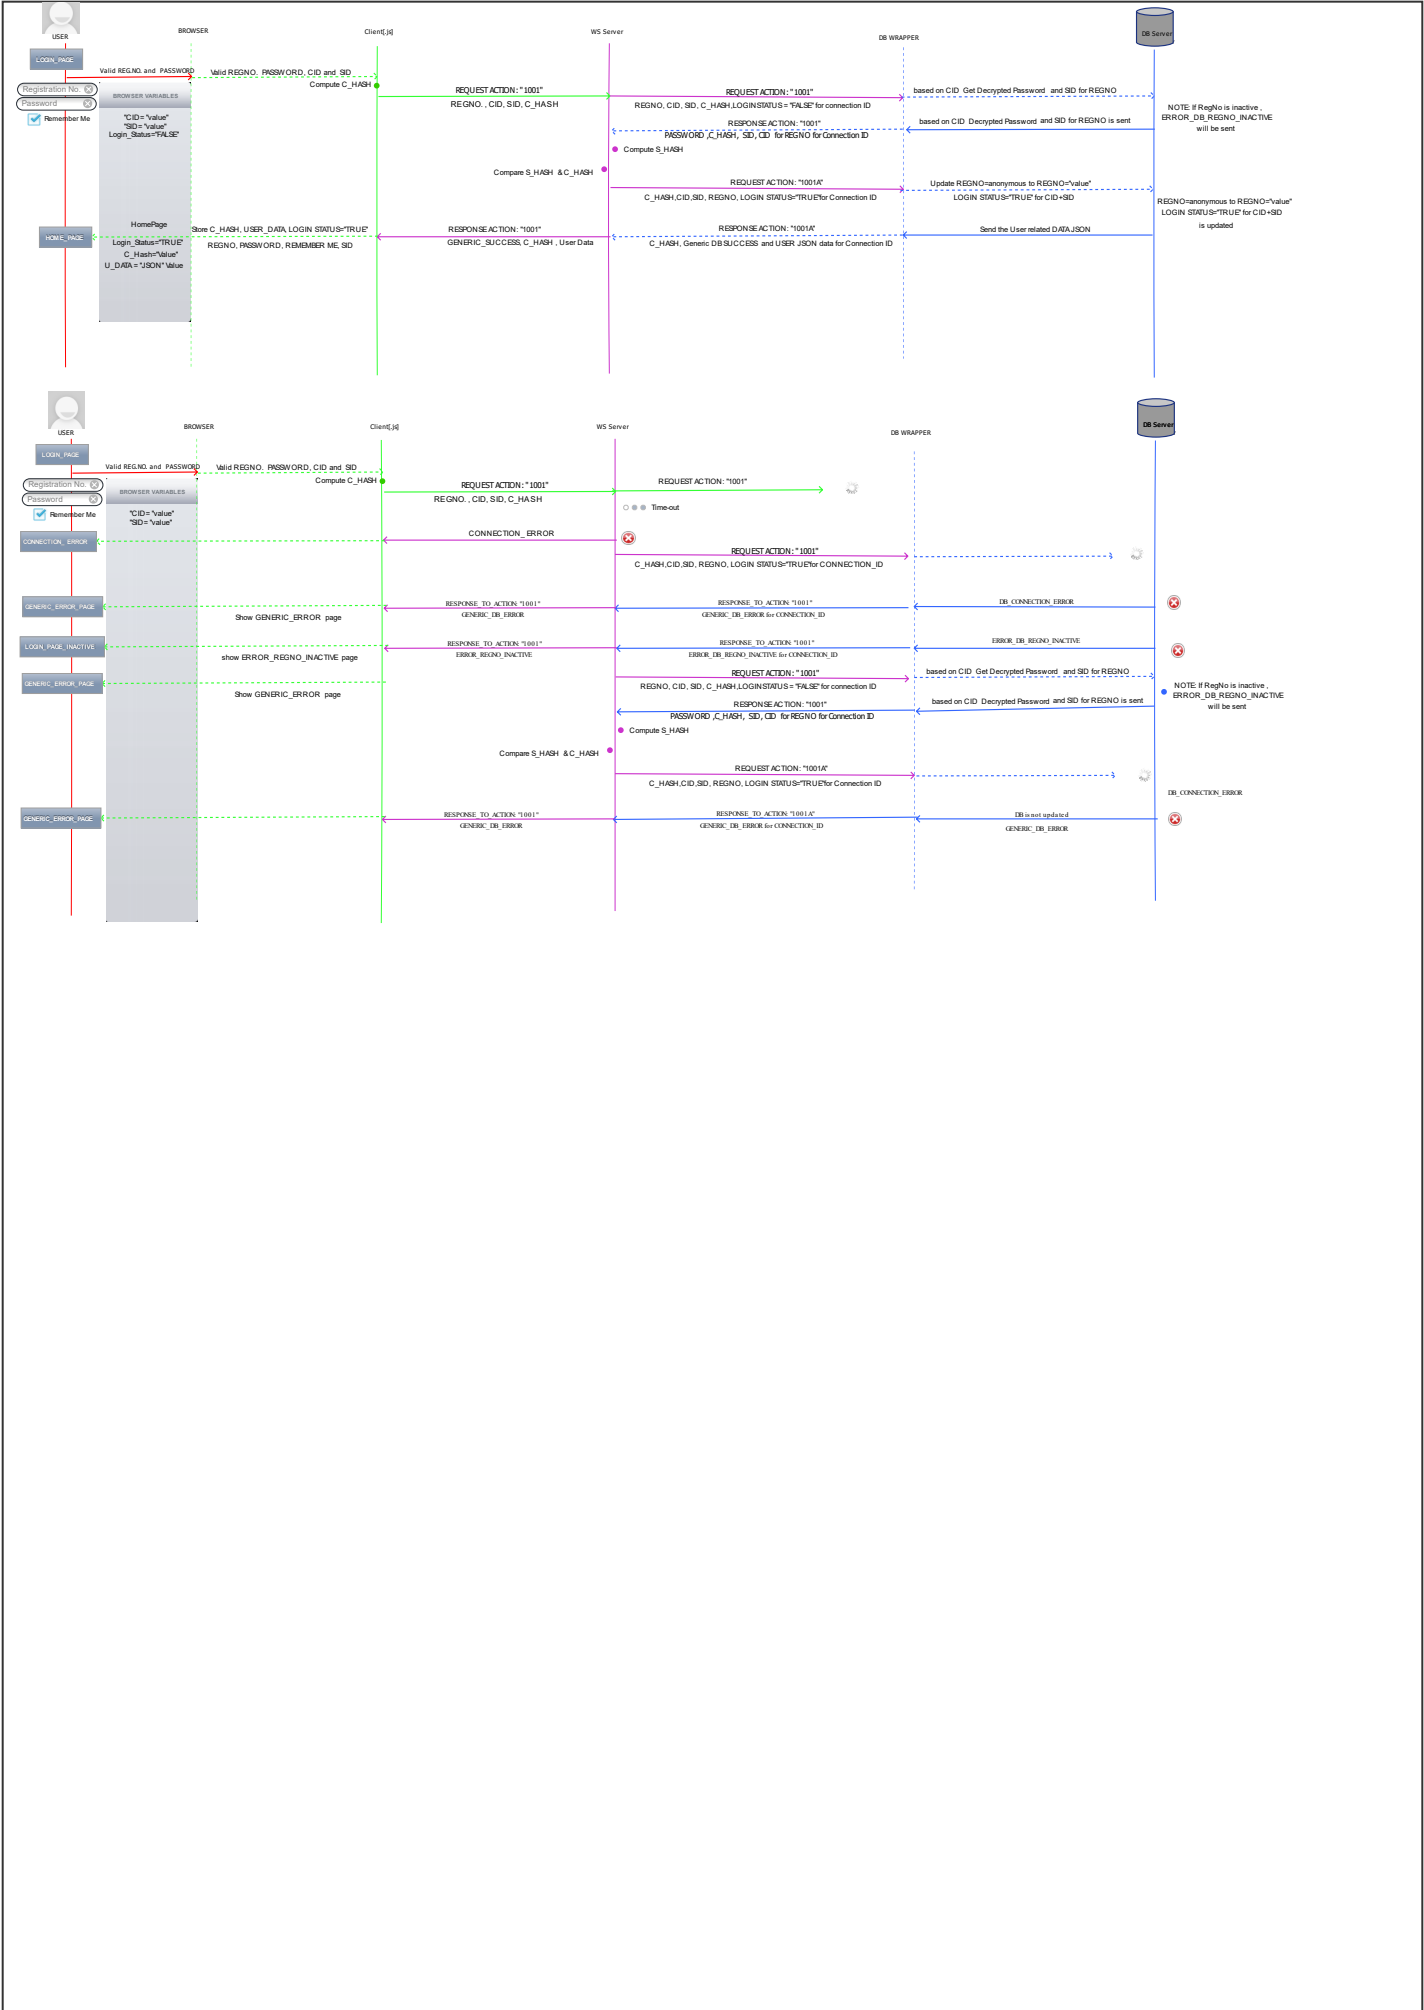 USER
BROWSER
Client[.js]
WS Server
DB WRAPPER
DB Server
LOGIN_PAGE
Valid REG.NO. and PASSWORD
Valid REGNO. PASSWORD, CID and SID
Compute C_HASH
Registration No.
Password
Remember Me
BROWSER VARIABLES
"CID= "value"
"SID= "value"
Login_Status="FALSE"
REQUEST ACTION: "1001"
REGNO. , CID, SID, C_HASH
REQUEST ACTION: "1001"
REGNO, CID, SID, C_HASH,LOGINSTATUS = "FALSE" for connection ID
based on CID Get Decrypted Password and SID for REGNO
NOTE: If RegNo is inactive ,
ERROR_DB_REGNO_INACTIVE
will be sent
RESPONSE ACTION: "1001"
PASSWORD ,C_HASH, SID, CID for REGNO for Connection ID
based on CID Decrypted Password and SID for REGNO is sent
Compute S_HASH
Compare S_HASH & C_HASH
REQUEST ACTION: "1001A"
C_HASH,CID,SID, REGNO, LOGIN STATUS="TRUE"for Connection ID
Update REGNO=anonymous to REGNO="value"
LOGIN STATUS="TRUE" for CID+SID
REGNO=anonymous to REGNO="value"
LOGIN STATUS="TRUE" for CID+SID
is updated
HOME_PAGE
HomePage
Login_Status="TRUE"
C_Hash="Value"
U_DATA = "JSON" Value
Store C_HASH, USER_DATA, LOGIN STATUS="TRUE"
REGNO, PASSWORD, REMEMBER ME, SID
RESPONSE ACTION: "1001"
GENERIC_SUCCESS, C_HASH , User Data
RESPONSE ACTION: "1001A"
C_HASH, Generic DB SUCCESS and USER JSON data for Connection ID
Send the User related DATA JSON
USER
BROWSER
Client[.js]
WS Server
DB WRAPPER
DB Server
LOGIN_PAGE
Valid REG.NO. and PASSWORD
Valid REGNO. PASSWORD, CID and SID
Compute C_HASH
Registration No.
Password
Remember Me
BROWSER VARIABLES
"CID= "value"
"SID= "value"
REQUEST ACTION: "1001"
REGNO. , CID, SID, C_HASH
REQUEST ACTION: "1001"
Time-out
CONNECTION_ERROR
CONNECTION_ERROR
REQUEST ACTION: "1001"
C_HASH,CID,SID, REGNO, LOGIN STATUS="TRUE"for CONNECTION_ID
GENERIC_ERROR_PAGE
Show GENERIC_ERROR page
RESPONSE_TO_ACTION: "1001"
GENERIC_DB_ERROR
RESPONSE_TO_ACTION: "1001"
GENERIC_DB_ERROR for CONNECTION_ID
DB_CONNECTION_ERROR
LOGIN_PAGE_INACTIVE
show ERROR_REGNO_INACTIVE page
RESPONSE_TO_ACTION: "1001"
ERROR_REGNO_INACTIVE
RESPONSE_TO_ACTION: "1001"
ERROR_DB_REGNO_INACTIVE for CONNECTION_ID
ERROR_DB_REGNO_INACTIVE
GENERIC_ERROR_PAGE
Show GENERIC_ERROR page
REQUEST ACTION: "1001"
REGNO, CID, SID, C_HASH,LOGINSTATUS = "FALSE" for connection ID
based on CID Get Decrypted Password and SID for REGNO
NOTE: If RegNo is inactive ,
ERROR_DB_REGNO_INACTIVE
will be sent
RESPONSE ACTION: "1001"
PASSWORD ,C_HASH, SID, CID for REGNO for Connection ID
based on CID Decrypted Password and SID for REGNO is sent
Compute S_HASH
Compare S_HASH & C_HASH
REQUEST ACTION: "1001A"
C_HASH,CID,SID, REGNO, LOGIN STATUS="TRUE"for Connection ID
DB_CONNECTION_ERROR
GENERIC_ERROR_PAGE
RESPONSE_TO_ACTION: "1001"
GENERIC_DB_ERROR
RESPONSE_TO_ACTION: "1001A"
GENERIC_DB_ERROR for CONNECTION_ID
DB is not updated
GENERIC_DB_ERROR